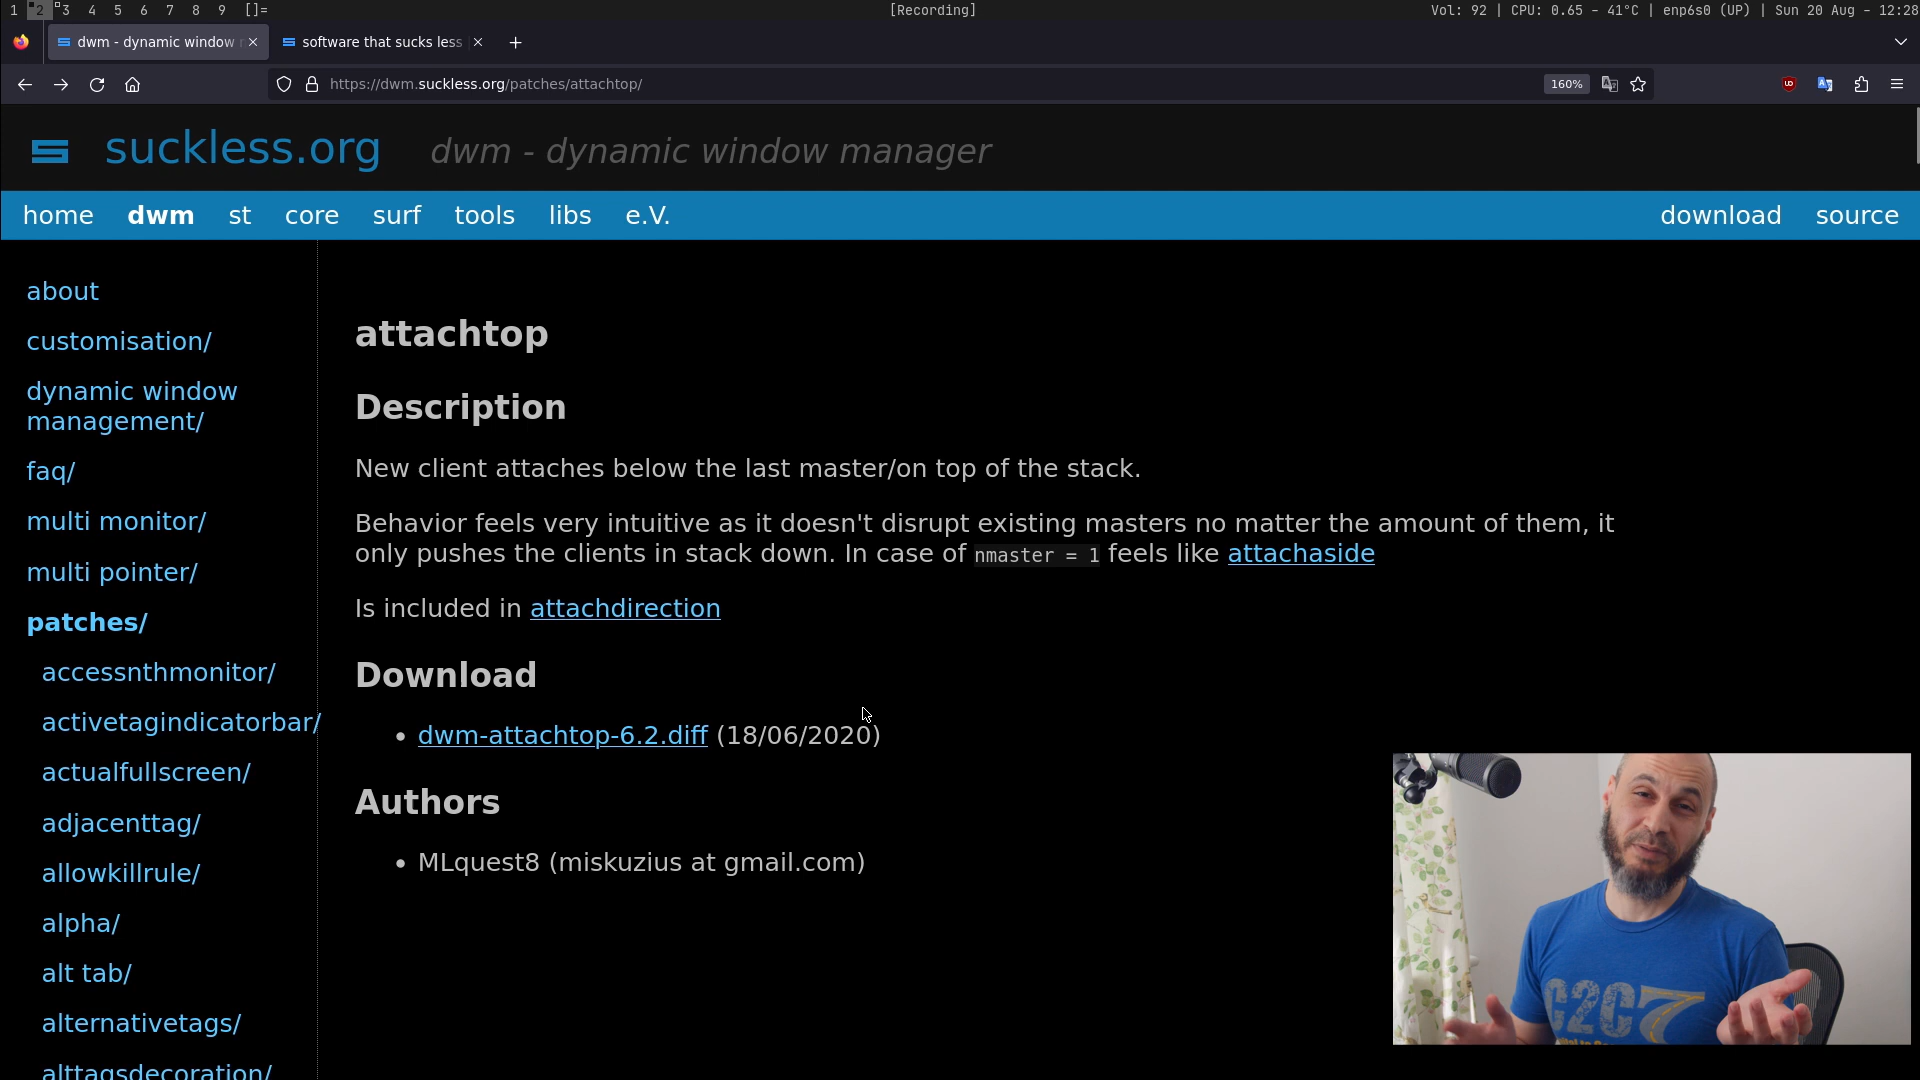 1 2 3 4 5 6 7 8 9 []= [Recording] Vol: 92 | CPU: 0.65 - 41°C | enp6s0 (UP) | Sun 20 Aug - 12:28
dwm - dynamic window software that sucks less
https://dwm.suckless.org/patches/attachtop/ 160%
suckless.org dwm - dynamic window manager
home dwm st core surf tools libs e.V. download source
about
customisation/
dynamic window
management/
faq/
multi monitor/
multi pointer/
patches/
accessnthmonitor/
activetagindicatorbar/
actualfullscreen/
adjacenttag/
allowkillrule/
alpha/
alt tab/
alternativetags/
alttagsdecoration/
attachtop
Description
New client attaches below the last master/on top of the stack.
Behavior feels very intuitive as it doesn't disrupt existing masters no matter the amount of them, it
only pushes the clients in stack down. In case of nmaster = 1 feels like attachaside
Is included in attachdirection
Download
• dwm-attachtop-6.2.diff (18/06/2020)
Authors
• MLquest8 (miskuzius at gmail.com)
C2C7